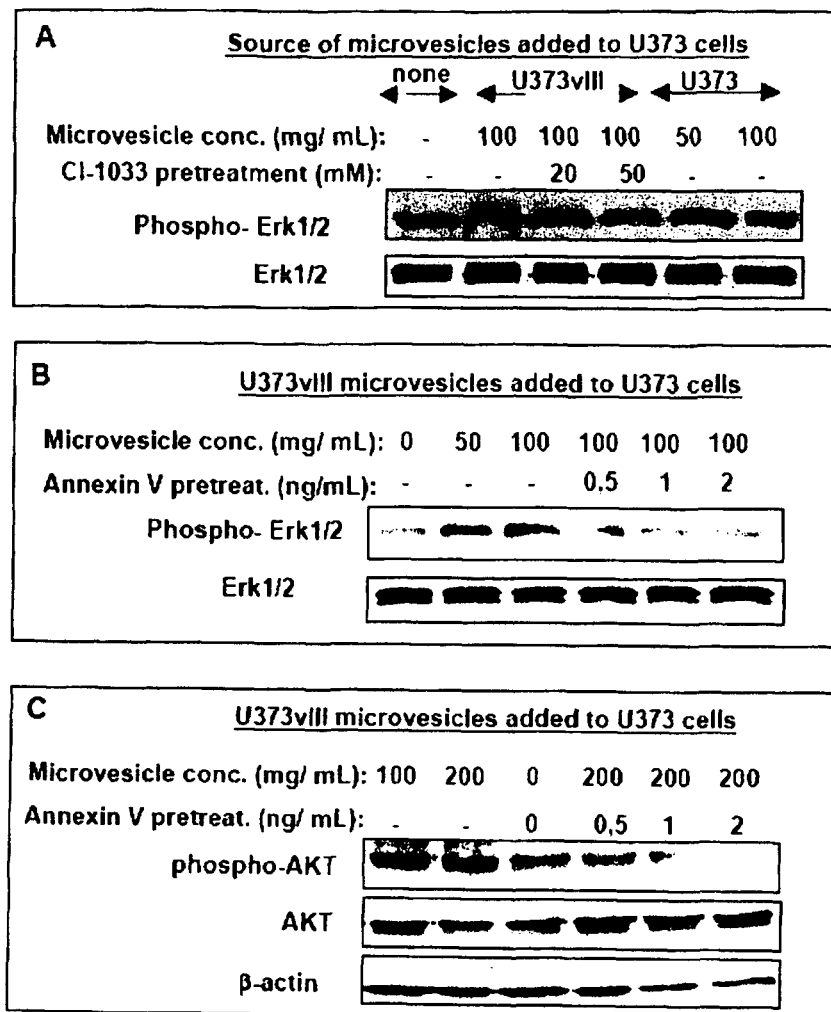 A
Source of microvesicles added to U373 cells
none U373vIII U373
Microvesicle conc. (mg/ mL): - 100 100 100 50 100
CI-1033 pretreatment (mM): - - 20 50 - -
Phospho- Erk1/2
Erk1/2
B
U373vIII microvesicles added to U373 cells
Microvesicle conc. (mg/ mL): 0 50 100 100 100 100
Annexin V pretreat. (ng/mL): - - - 0.5 1 2
Phospho- Erk1/2
Erk1/2
C
U373vIII microvesicles added to U373 cells
Microvesicle conc. (mg/ mL): 100 200 0 200 200 200
Annexin V pretreat. (ng/ mL): - - 0 0,5 1 2
phospho-AKT
AKT
β-actin